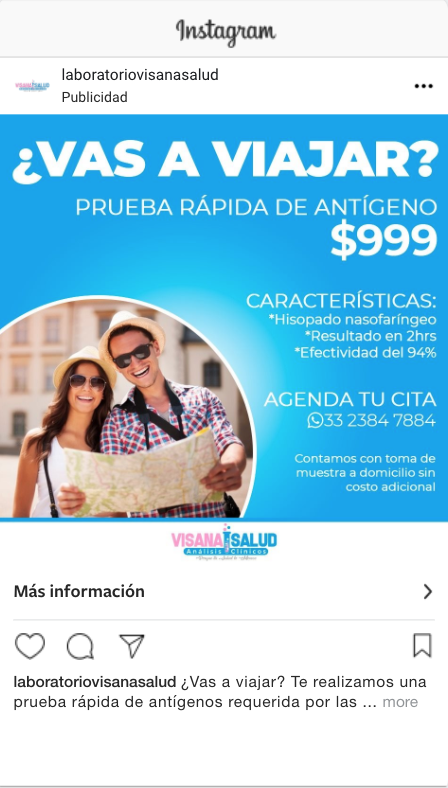 Instagram
laboratoriovisanasalud
Publicidad
VISANA SALUD
¿VAS A VIAJAR?
PRUEBA RÁPIDA DE ANTÍGENO
$999
CARACTERÍSTICAS:
*Hisopado nasofaríngeo
*Resultado en 2hrs
*Efectividad del 94%
AGENDA TU CITA
33 2384 7884
Contamos con toma de
muestra a domicilio sin
costo adicional
VISANA SALUD
Análisis Clínicos
Más información
laboratoriovisanasalud ¿Vas a viajar? Te realizamos una
prueba rápida de antígenos requerida por las ... more